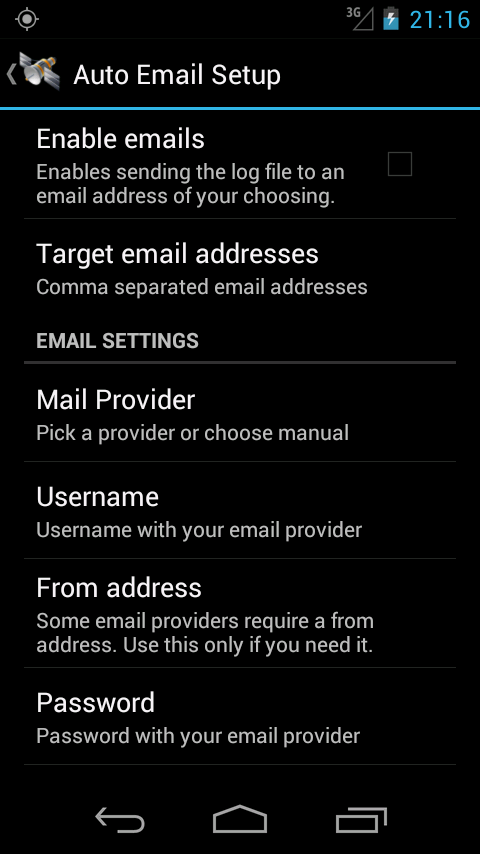 3G
21:16
Auto Email Setup
Enable emails
Enables sending the log file to an
email address of your choosing.
Target email addresses
Comma separated email addresses
EMAIL SETTINGS
Mail Provider
Pick a provider or choose manual
Username
Username with your email provider
From address
Some email providers require a from
address. Use this only if you need it.
Password
Password with your email provider